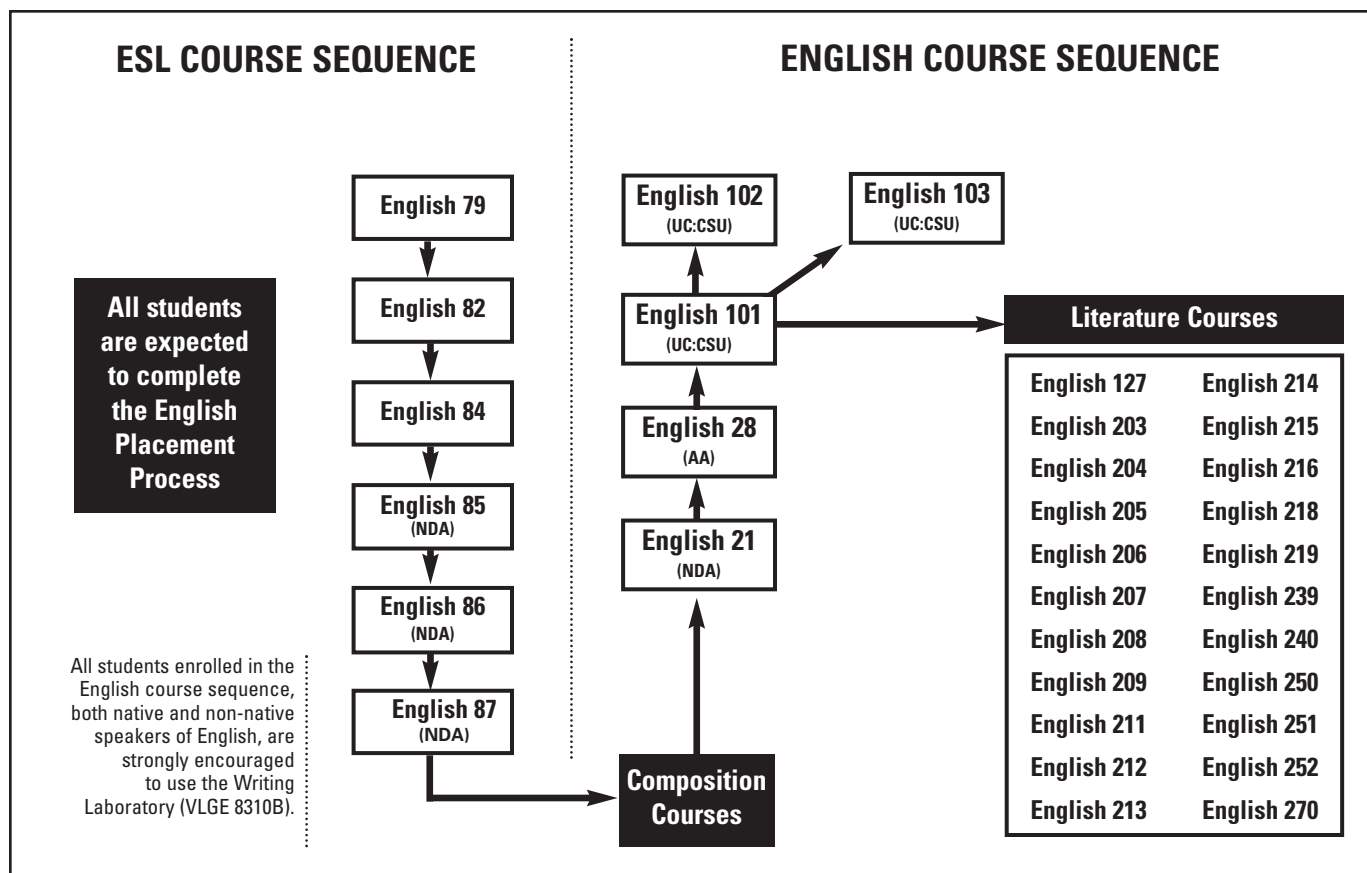 ESL COURSE SEQUENCE
English 79
English 82
English 84
English 85
(NDA)
English 86
(NDA)
English 87
(NDA)
All students
are expected
to complete
the English
Placement
Process
All students enrolled in the
English course sequence,
both native and non-native
speakers of English, are
strongly encouraged
to use the Writing
Laboratory (VLGE 8310B).
ENGLISH COURSE SEQUENCE
English 102
(UC:CSU)
English 103
(UC:CSU)
English 101
(UC:CSU)
English 28
(AA)
English 21
(NDA)
Composition
Courses
Literature Courses
English 127 English 214
English 203 English 215
English 204 English 216
English 205 English 218
English 206 English 219
English 207 English 239
English 208 English 240
English 209 English 250
English 211 English 251
English 212 English 252
English 213 English 270